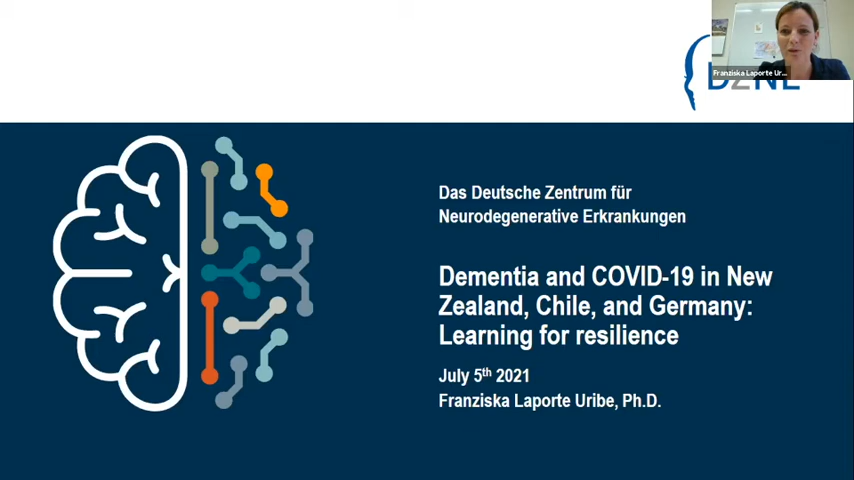 Franziska Laporte Ur...
DZNE
Das Deutsche Zentrum für
Neurodegenerative Erkrankungen
Dementia and COVID-19 in New
Zealand, Chile, and Germany:
Learning for resilience
July 5th 2021
Franziska Laporte Uribe, Ph.D.